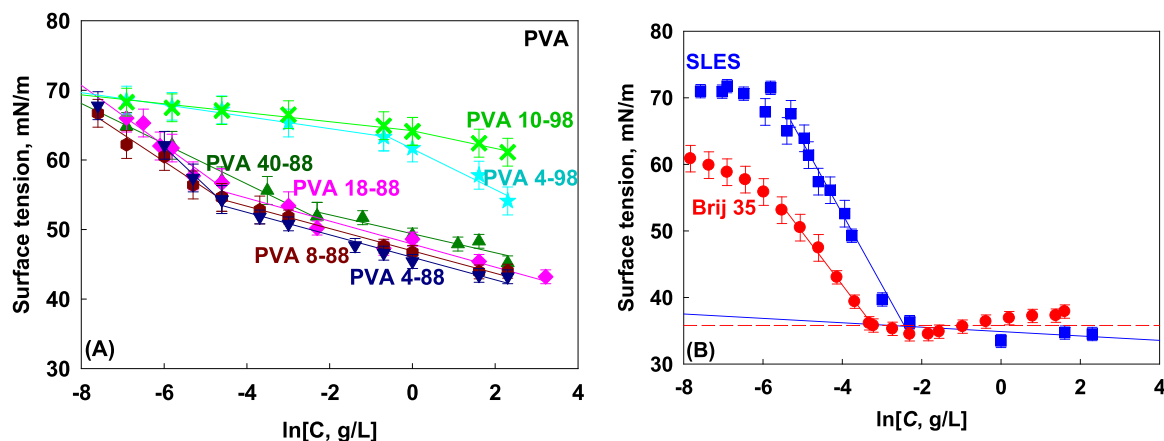 80
70
60
50
40
30
Surface tension, mN/m
PVA
PVA 10-98
PVA 40-88
PVA 4-98
PVA 18-88
PVA 8-88
PVA 4-88
(A)
-8 -6 -4 -2 0 2 4
ln[C, g/L]
80
70
60
50
40
30
Surface tension, mN/m
SLES
Brij 35
(B)
-8 -6 -4 -2 0 2 4
ln[C, g/L]